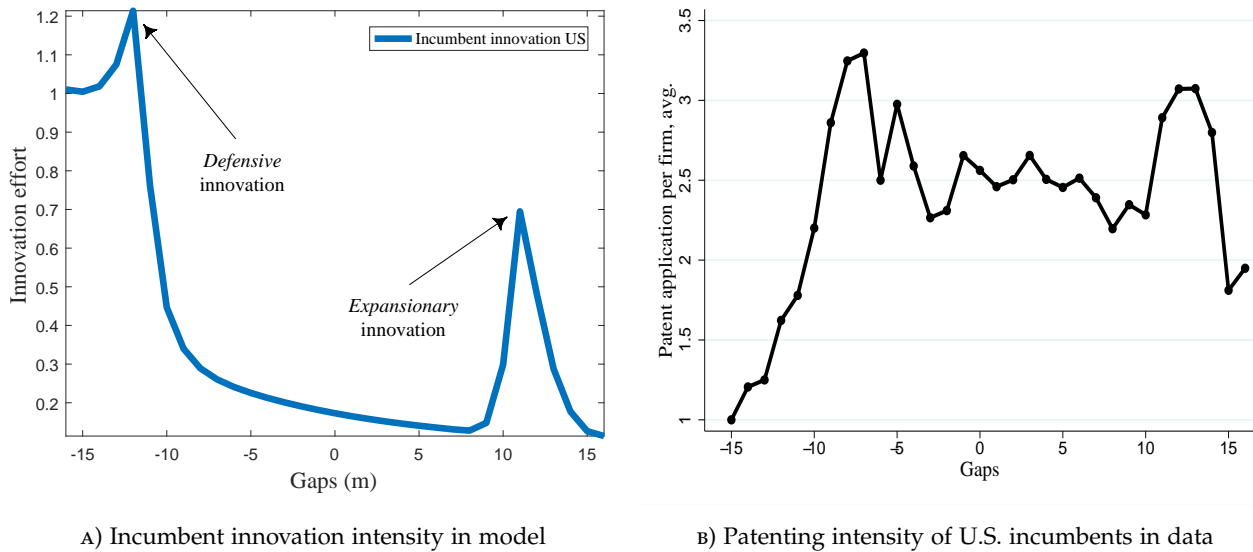 1.2
1
0.9
0.8
0.7
0.6
0.5
0.4
0.3
0.2
Innovation effort
Incumbent innovation US
Defensive
innovation
Expansionary
innovation
-15 -10 -5 0 5 10 15
Gaps (m)
A) Incumbent innovation intensity in model
3.5
3
2.5
2
1.5
1
Patent application per firm, avg.
-15 -10 -5 0 5 10 15
Gaps
B) Patenting intensity of U.S. incumbents in data